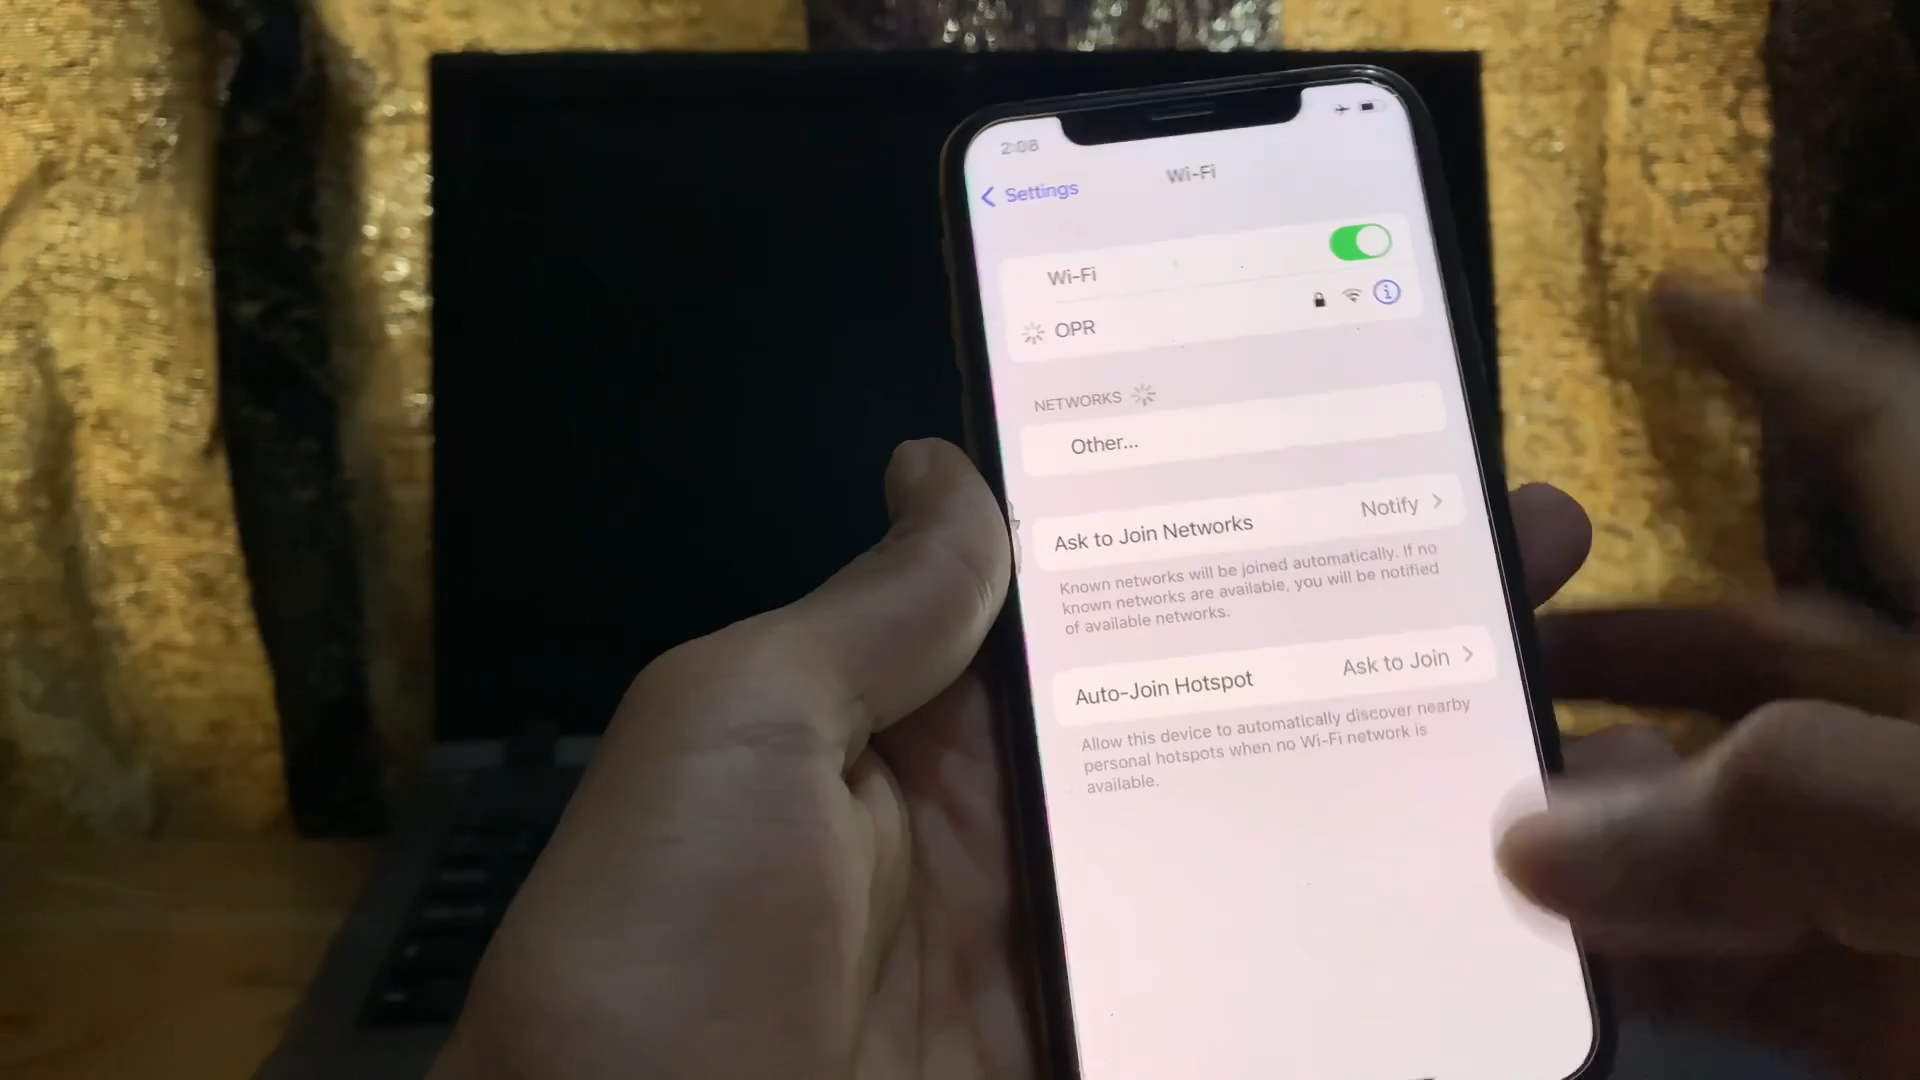 2:08
Settings
Wi-Fi
Wi-Fi
OPR
NETWORKS
Other...
Ask to Join Networks Notify
Known networks will be joined automatically. If no
known networks are available, you will be notified
of available networks.
Auto-Join Hotspot Ask to Join
Allow this device to automatically discover nearby
personal hotspots when no Wi-Fi network is
available.